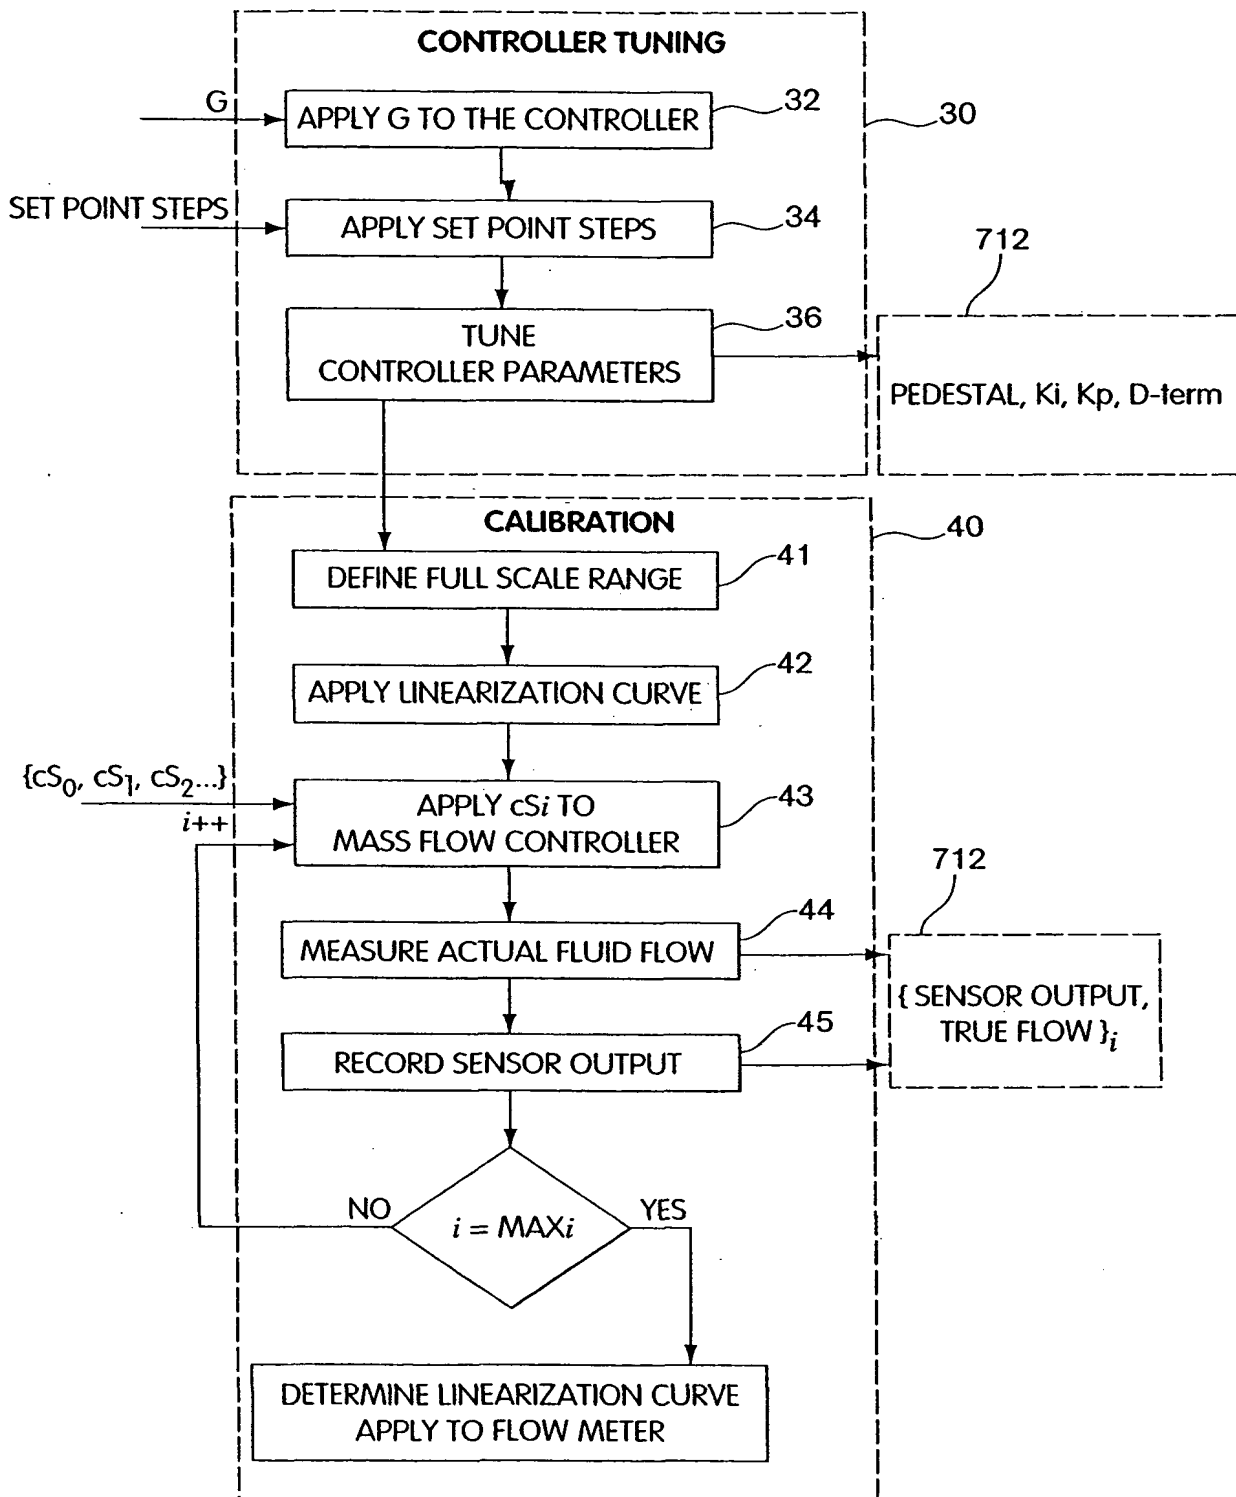 CONTROLLER TUNING
G
APPLY G TO THE CONTROLLER
32
30
SET POINT STEPS
APPLY SET POINT STEPS
34
712
TUNE
CONTROLLER PARAMETERS
36
PEDESTAL, Ki, Kp, D-term
CALIBRATION
40
DEFINE FULL SCALE RANGE
41
APPLY LINEARIZATION CURVE
42
{cS0, cS1, cS2...}
i++
APPLY cSi TO
MASS FLOW CONTROLLER
43
712
MEASURE ACTUAL FLUID FLOW
44
{ SENSOR OUTPUT,
TRUE FLOW }i
RECORD SENSOR OUTPUT
45
NO
i = MAXi
YES
DETERMINE LINEARIZATION CURVE
APPLY TO FLOW METER